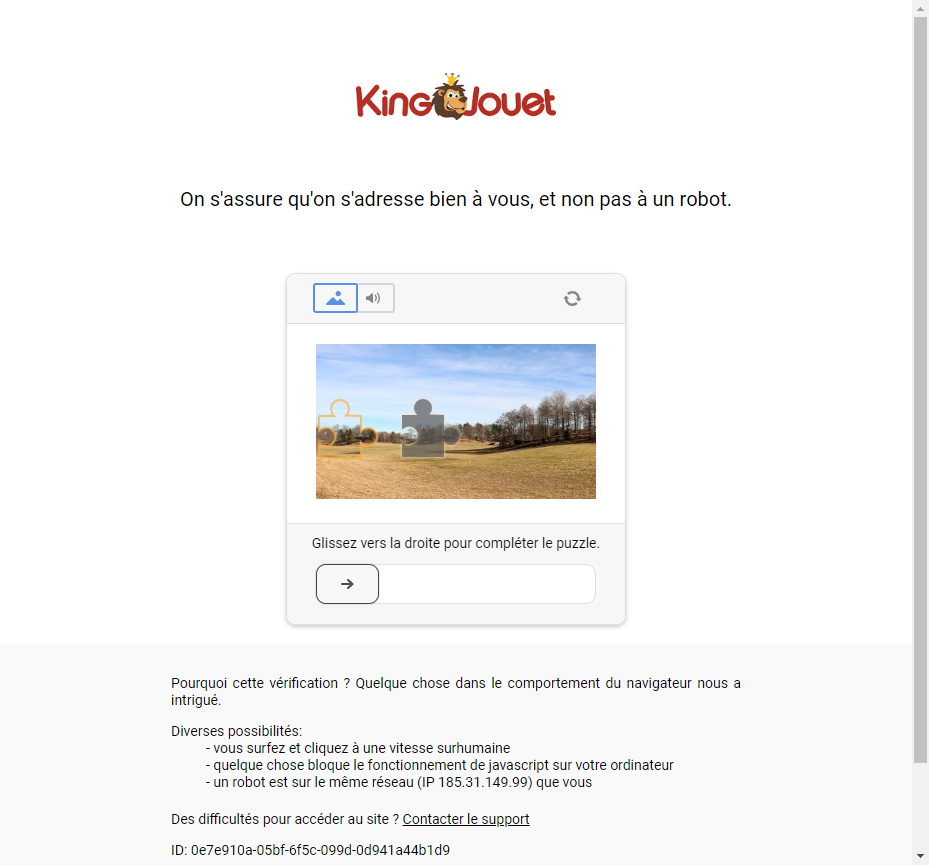 King Jouet
On s'assure qu'on s'adresse bien à vous, et non pas à un robot.
Glissez vers la droite pour compléter le puzzle.
Pourquoi cette vérification ? Quelque chose dans le comportement du navigateur nous a
intrigué.
Diverses possibilités:
- vous surfez et cliquez à une vitesse surhumaine
- quelque chose bloque le fonctionnement de javascript sur votre ordinateur
- un robot est sur le même réseau (IP 185.31.149.99) que vous
Des difficultés pour accéder au site ? Contacter le support
ID: 0e7e910a-05bf-6f5c-099d-0d941a44b1d9